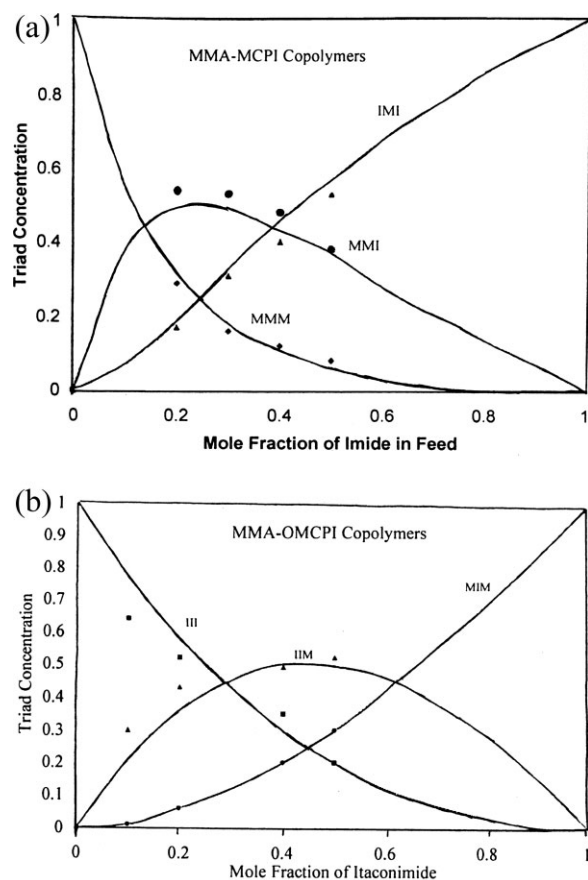 (a)
1
MMA-MCPI Copolymers
IMI
0.8
0.6
MMI
0.4
MMM
0.2
0
Triad Concentration
0 0.2 0.4 0.6 0.8 1
Mole Fraction of Imide in Feed
(b)
1
MMA-OMCPI Copolymers
0.9
MIM
0.8
0.7
III
0.6
IIM
0.5
0.4
0.3
0.2
0.1
0
Triad Concentration
0 0.2 0.4 0.6 0.8 1
Mole Fraction of Itaconimide